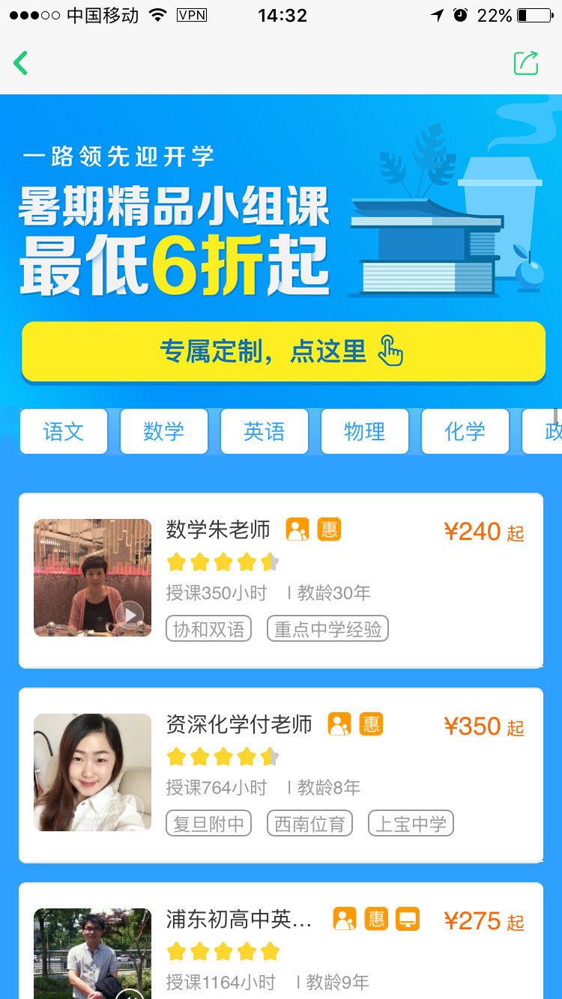 中国移动 VPN 14:32 22%
一路领先迎开学
暑期精品小组课
最低6折起
专属定制，点这里
语文 数学 英语 物理 化学 政
数学朱老师 惠 ¥240 起
授课350小时 | 教龄30年
协和双语 重点中学经验
资深化学付老师 惠 ¥350 起
授课764小时 | 教龄8年
复旦附中 西南位育 上宝中学
浦东初高中英... 惠 ¥275 起
授课1164小时 | 教龄9年